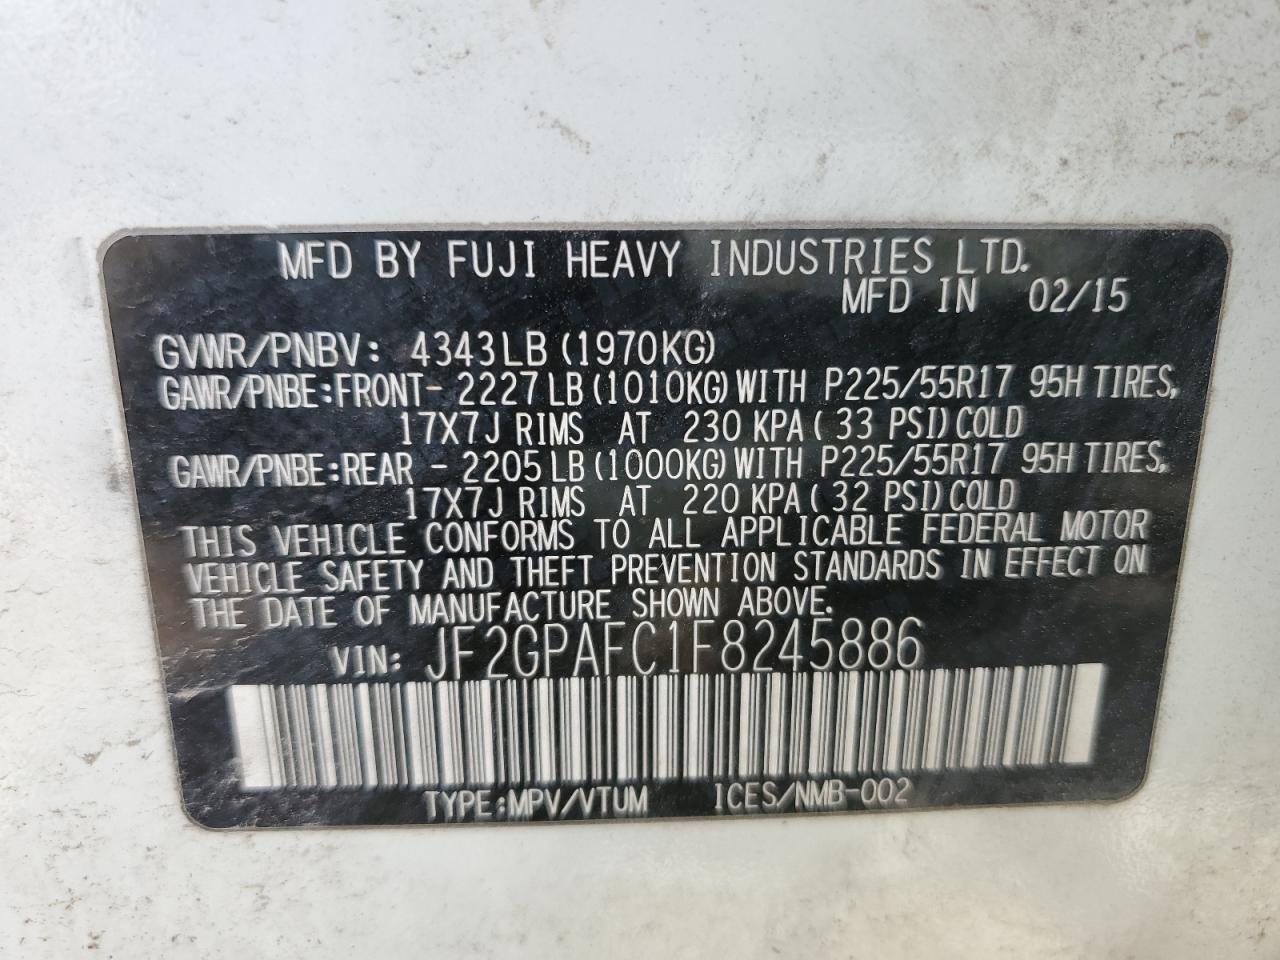 MFD BY FUJI HEAVY INDUSTRIES LTD.
MFD IN 02/15
GVWR/PNBV: 4343LB (1970KG)
GAWR/PNBE:FRONT- 2227LB (1010KG) WITH P225/55R17 95H TIRES,
17X7J RIMS AT 230 KPA ( 33 PSI) COLD
GAWR/PNBE:REAR - 2205LB (1000KG) WITH P225/55R17 95H TIRES,
17X7J RIMS AT 220 KPA ( 32 PSI) COLD
THIS VEHICLE CONFORMS TO ALL APPLICABLE FEDERAL MOTOR
VEHICLE SAFETY AND THEFT PREVENTION STANDARDS IN EFFECT ON
THE DATE OF MANUFACTURE SHOWN ABOVE.
VIN: JF2GPAFC1F8245886
TYPE:MPV/VTUM ICES/NMB-002